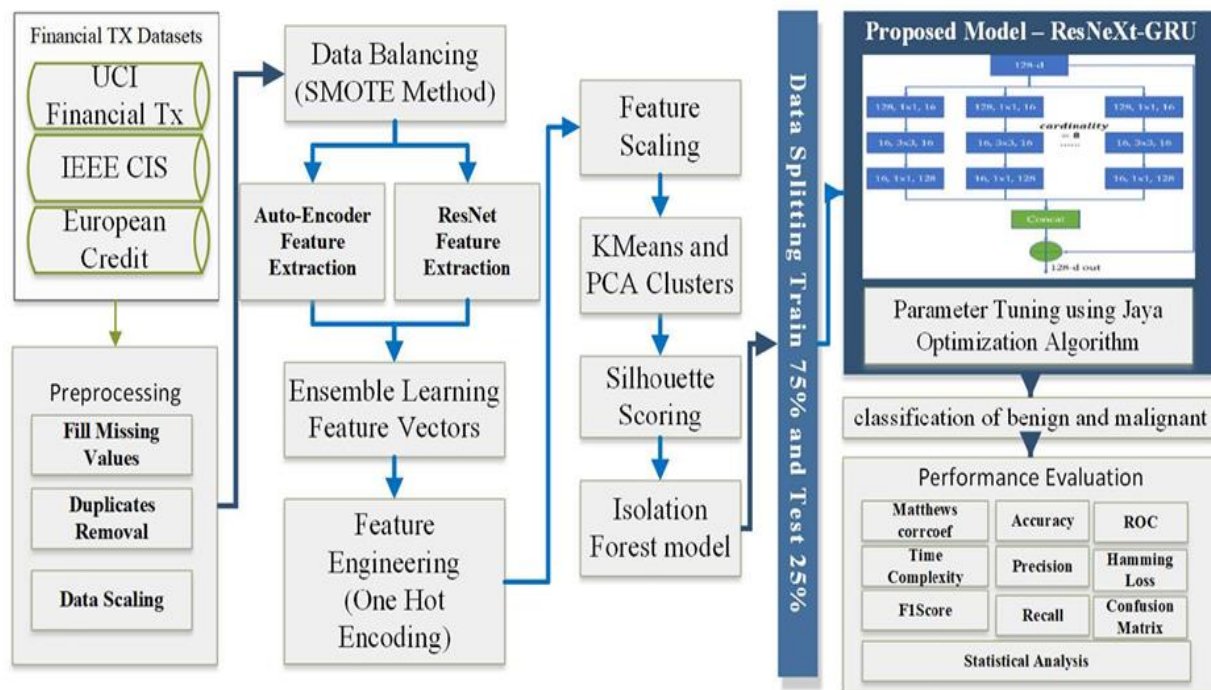 Financial TX Datasets
UCI
Financial Tx
IEEE CIS
European
Credit
Preprocessing
Fill Missing
Values
Duplicates
Removal
Data Scaling
Data Balancing
(SMOTE Method)
Auto-Encoder
Feature
Extraction
ResNet
Feature
Extraction
Ensemble Learning
Feature Vectors
Feature
Engineering
(One Hot
Encoding)
Feature
Scaling
KMeans and
PCA Clusters
Silhouette
Scoring
Isolation
Forest model
Data Splitting Train 75% and Test 25%
Proposed Model – ResNeXt-GRU
128-d
128, 1x1, 16
128, 1x1, 16
128, 1x1, 16
cardinality
= 8
......
16, 3x3, 16
16, 3x3, 16
16, 3x3, 16
16, 1x1, 128
16, 1x1, 128
16, 1x1, 128
Concat
128-d out
Parameter Tuning using Jaya
Optimization Algorithm
classification of benign and malignant
Performance Evaluation
Matthews
corrcoef
Accuracy
ROC
Time
Complexity
Precision
Hamming
Loss
F1Score
Recall
Confusion
Matrix
Statistical Analysis